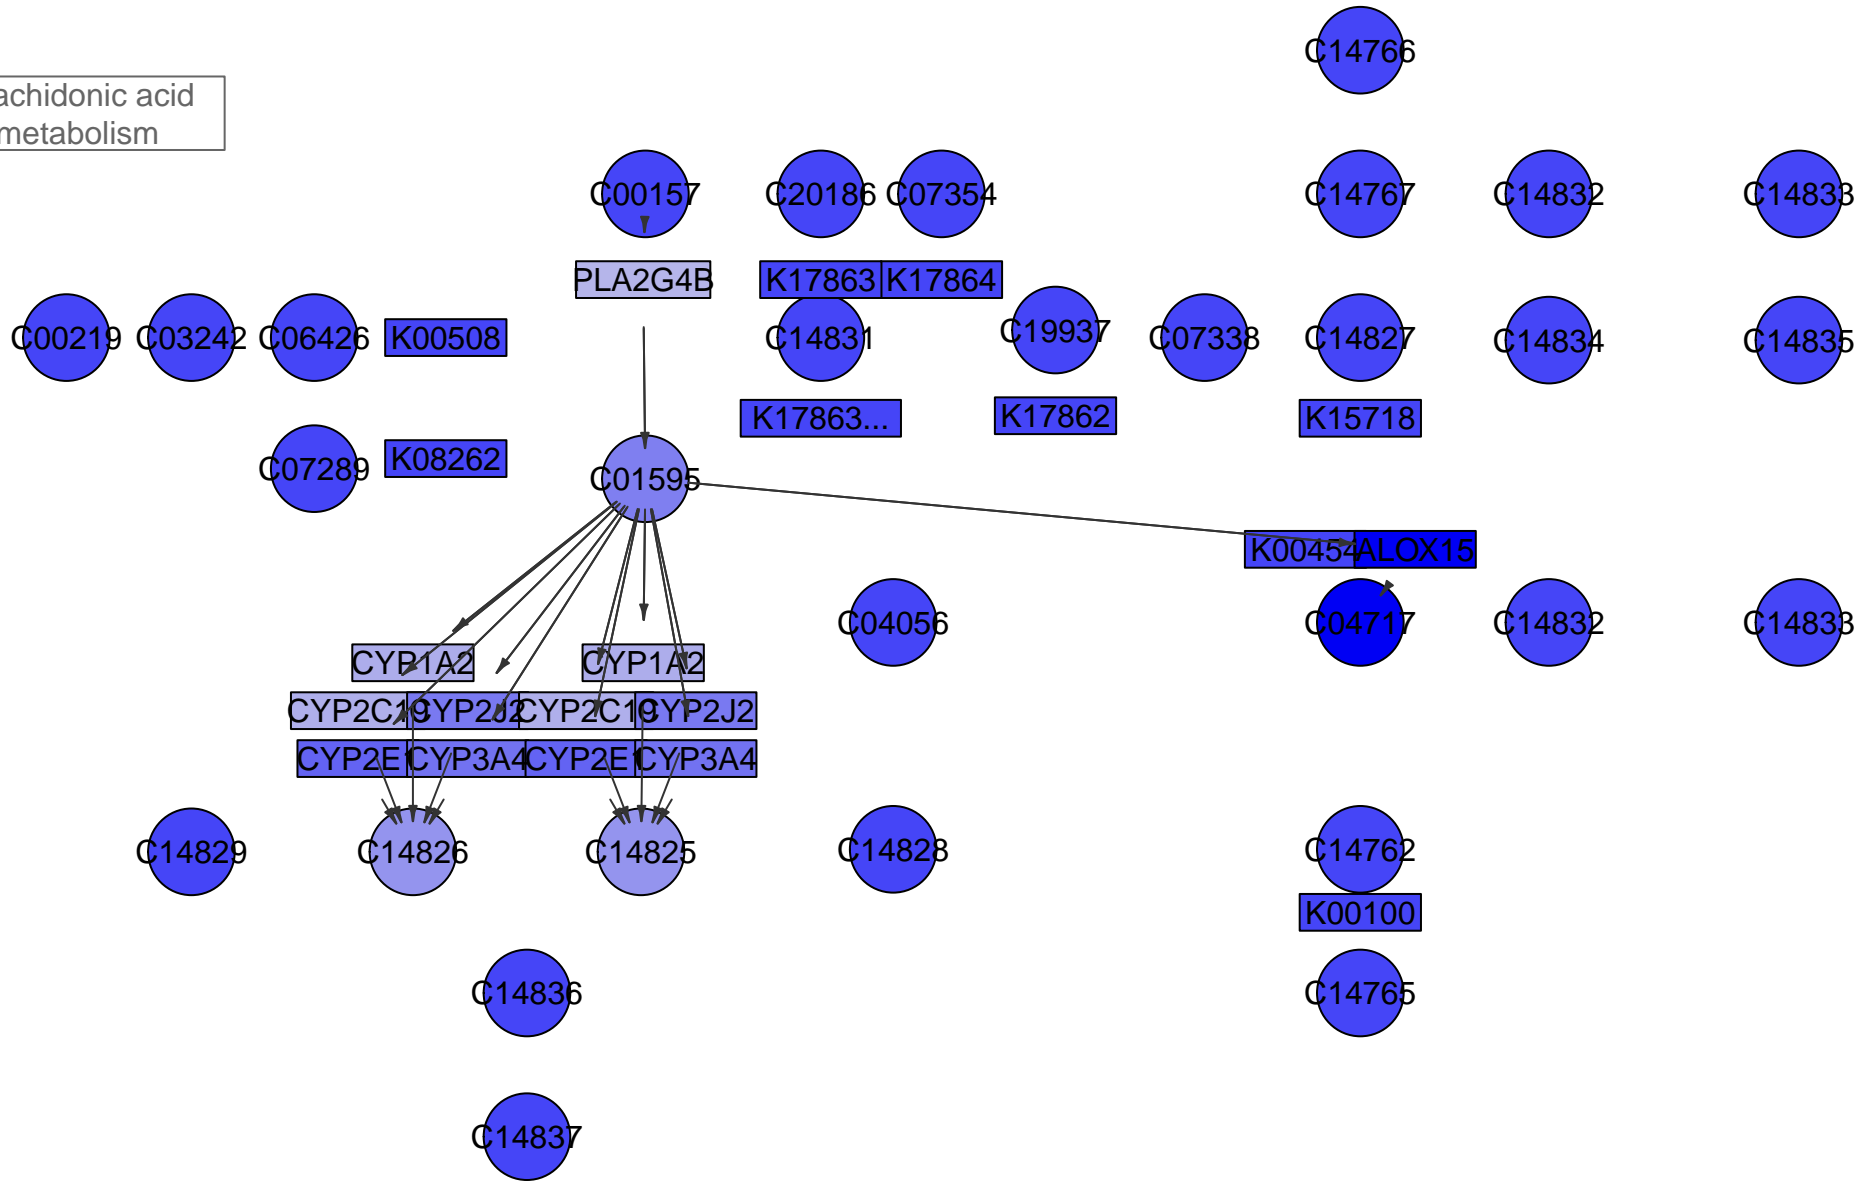 C14766
achidonic acid
metabolism
C00157
C20186
C07354
C14767
C14832
C14833
PLA2G4B
K17863
K17864
C00219
C03242
C06426
K00508
C14831
C19937
C07338
C14827
C14834
C14835
K17863...
K17862
K15718
C07289
K08262
C01595
K00454
ALOX15
C04056
C04717
C14832
C14833
CYP1A2
CYP1A2
CYP2C19
CYP2J2
CYP2C19
CYP2J2
CYP2E1
CYP3A4
CYP2E1
CYP3A4
C14829
C14826
C14825
C14828
C14762
K00100
C14836
C14765
C14837